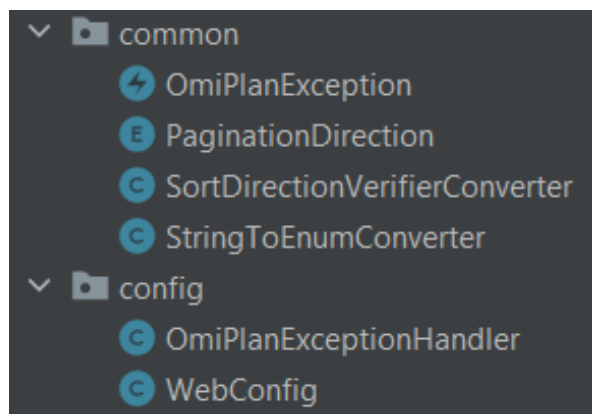 common
OmiPlanException
E PaginationDirection
C SortDirectionVerifierConverter
C StringToEnumConverter
config
C OmiPlanExceptionHandler
C WebConfig